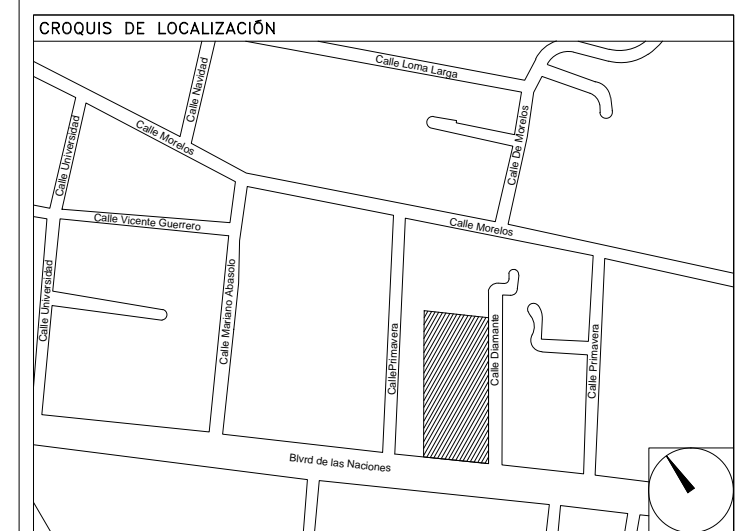 CROQUIS DE LOCALIZACIÓN
Calle Navidad
Calle Loma Larga
Calle Universidad
Calle Morelos
Calle De Morelos
Calle Vicente Guerrero
Calle Morelos
Calle Universidad
Calle Mariano Abasolo
CallePrimavera
Calle Diamante
Calle Primavera
Blvrd de las Naciones